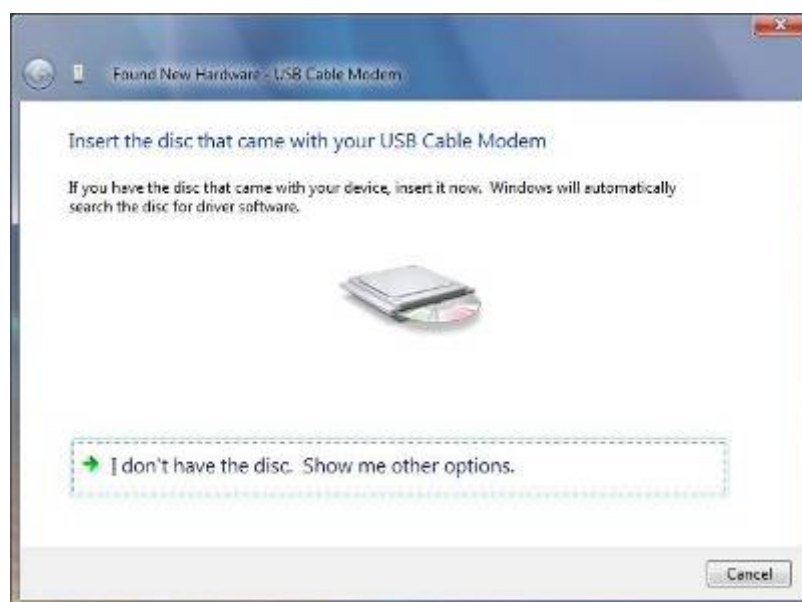 Found New Hardware - USB Cable Modem
Insert the disc that came with your USB Cable Modem
If you have the disc that came with your device, insert it now. Windows will automatically
search the disc for driver software.
I don't have the disc. Show me other options.
Cancel